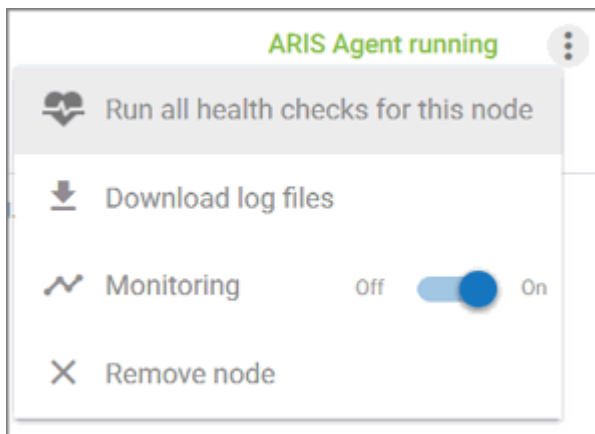 ARIS Agent running
Run all health checks for this node
Download log files
Monitoring Off On
Remove node